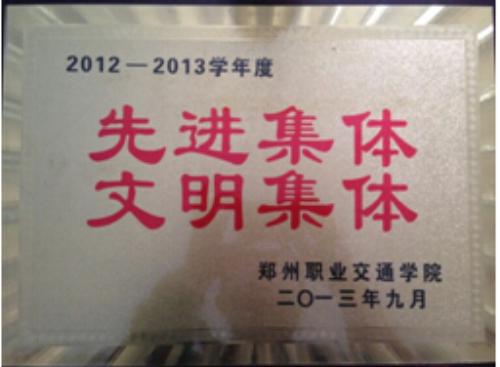 2012－2013学年度
先进集体
文明集体
郑州职业交通学院
二〇一三年九月